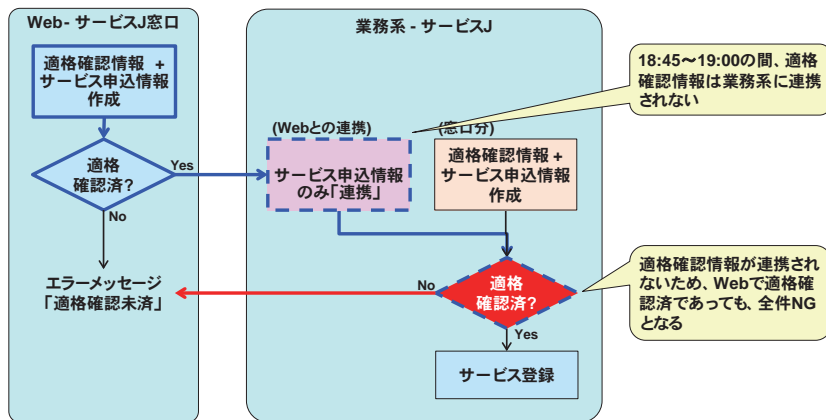 Web- サービスJ窓口
適格確認情報 +
サービス申込情報
作成
適格
確認済?
Yes
No
エラーメッセージ
「適格確認未済」
業務系 - サービスJ
(Webとの連携)
サービス申込情報
のみ「連携」
(窓口分)
適格確認情報 +
サービス申込情報
作成
適格
確認済?
No
Yes
サービス登録
18:45～19:00の間、適格
確認情報は業務系に連携
されない
適格確認情報が連携され
ないため、Webで適格確
認済であっても、全件NG
となる